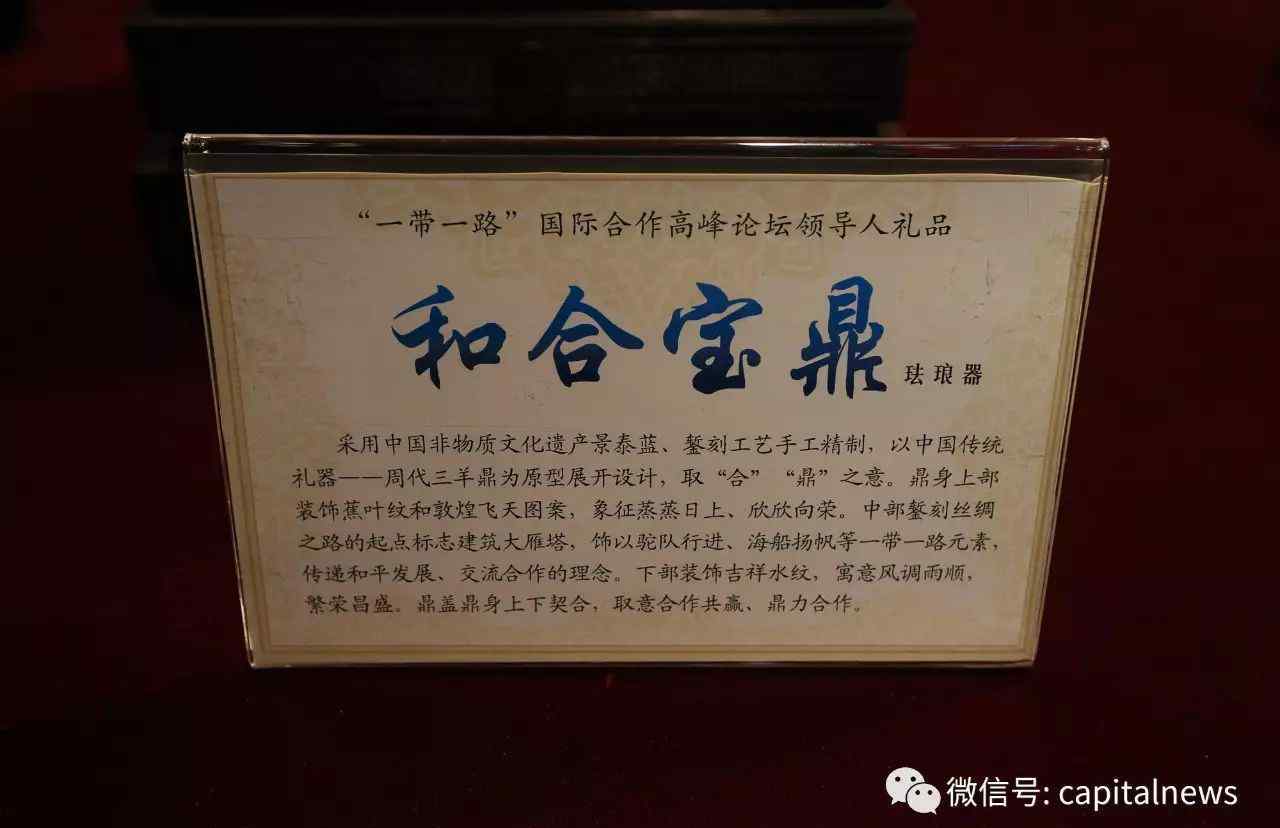 “一带一路”国际合作高峰论坛领导人礼品
和合宝鼎 珐琅器
采用中国非物质文化遗产景泰蓝、錾刻工艺手工精制，以中国传统
礼器——周代三羊鼎为原型展开设计，取“合”“鼎”之意。鼎身上部
装饰蕉叶纹和敦煌飞天图案，象征蒸蒸日上、欣欣向荣。中部錾刻丝绸
之路的起点标志建筑大雁塔，饰以驼队行进、海船扬帆等一带一路元素，
传递和平发展、交流合作的理念。下部装饰吉祥水纹，寓意风调雨顺，
繁荣昌盛。鼎盖鼎身上下契合，取意合作共赢、鼎力合作。
微信号: capitalnews